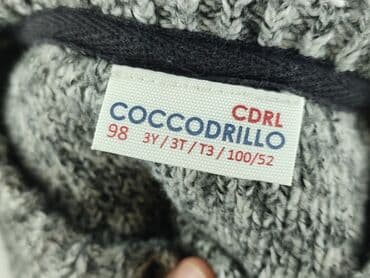 CDRL
COCCODRILLO
98 3Y / 3T / T3 / 100/52